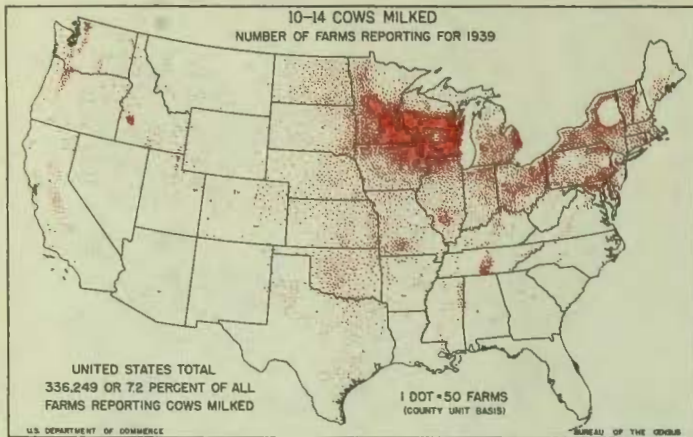 10-14 COWS MILKED
NUMBER OF FARMS REPORTING FOR 1939
UNITED STATES TOTAL
336,249 OR 7.2 PERCENT OF ALL
FARMS REPORTING COWS MILKED
1 DOT=50 FARMS
(COUNTY UNIT BASIS)
U.S. DEPARTMENT OF COMMERCE
BUREAU OF THE CENSUS